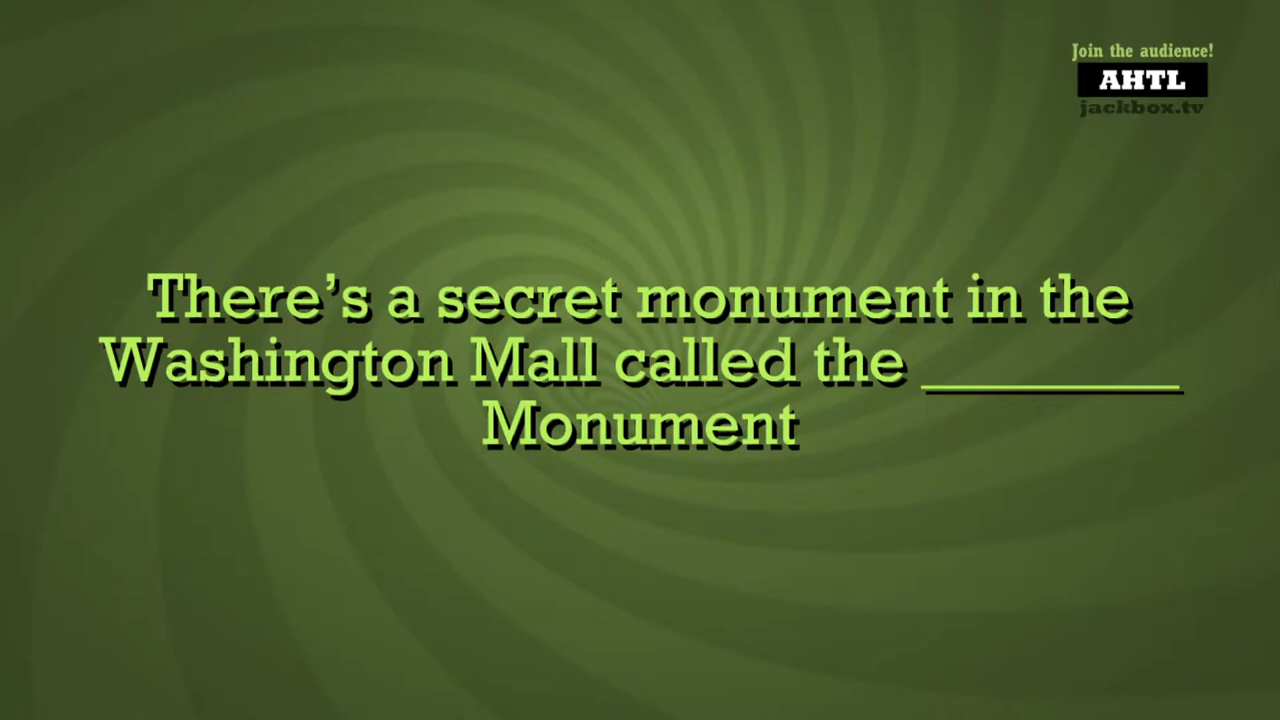 Join the audience!
AHTL
jackbox.tv
There’s a secret monument in the
Washington Mall called the ________
Monument